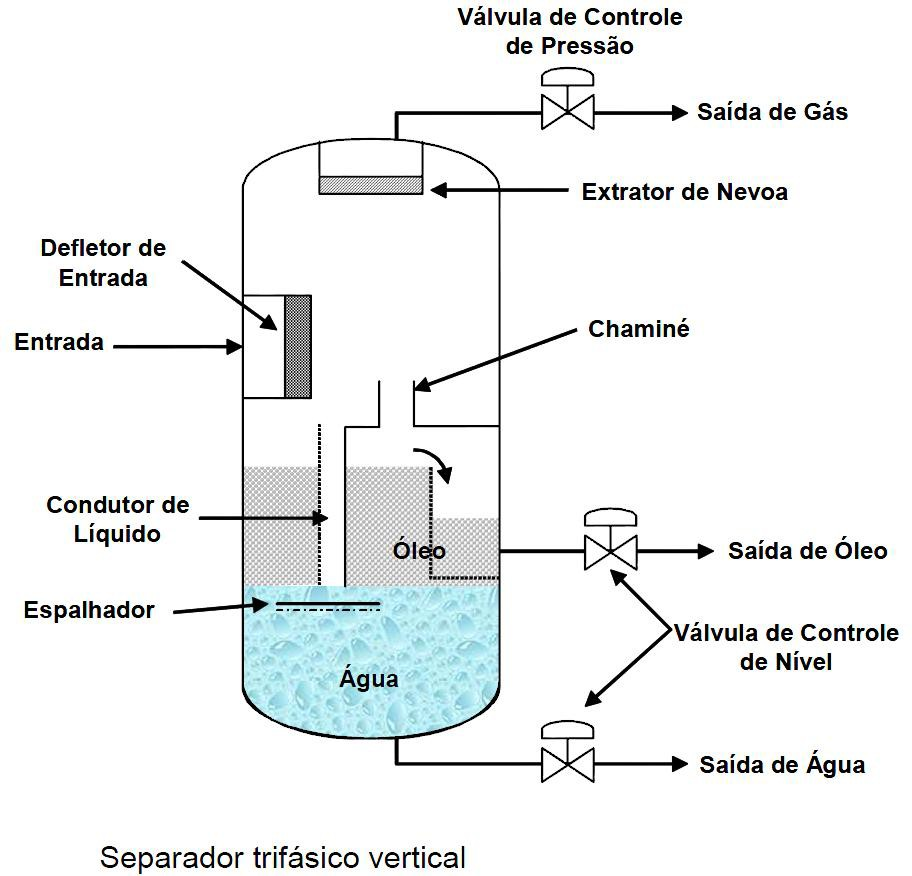 Válvula de Controle
de Pressão
Saída de Gás
Extrator de Nevoa
Defletor de
Entrada
Entrada
Chaminé
Condutor de
Líquido
Óleo
Saída de Óleo
Espalhador
Válvula de Controle
de Nível
Água
Saída de Água
Separador trifásico vertical